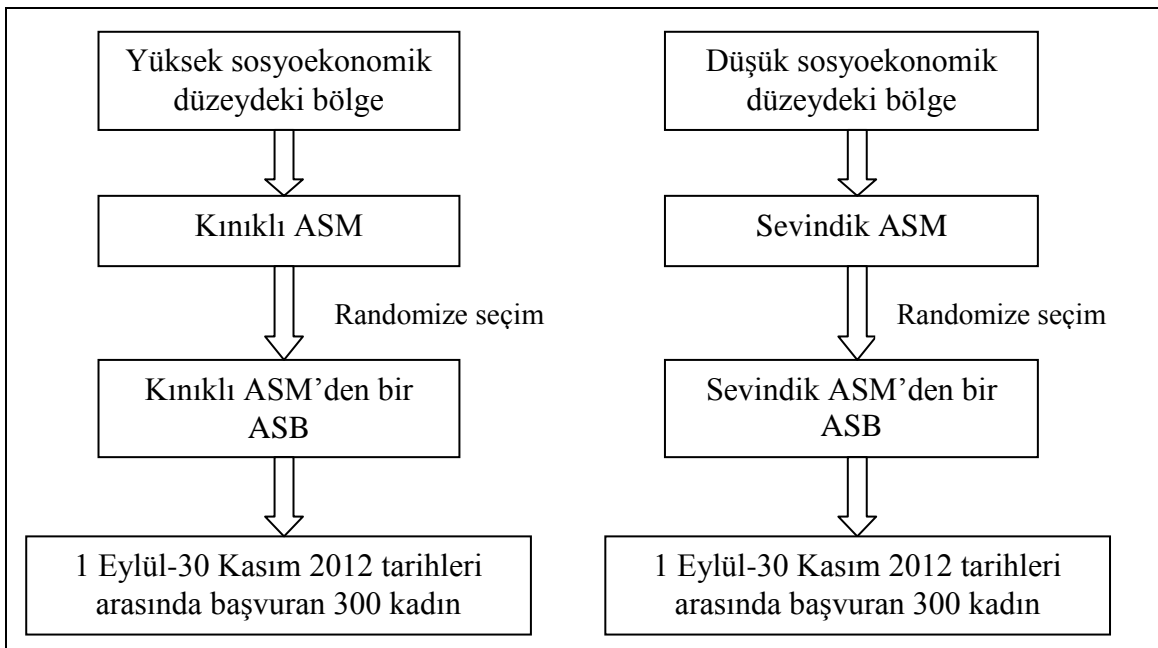 Yüksek sosyoekonomik
düzeydeki bölge
Kınıklı ASM
Randomize seçim
Kınıklı ASM’den bir
ASB
1 Eylül-30 Kasım 2012 tarihleri
arasında başvuran 300 kadın
Düşük sosyoekonomik
düzeydeki bölge
Sevindik ASM
Randomize seçim
Sevindik ASM’den bir
ASB
1 Eylül-30 Kasım 2012 tarihleri
arasında başvuran 300 kadın